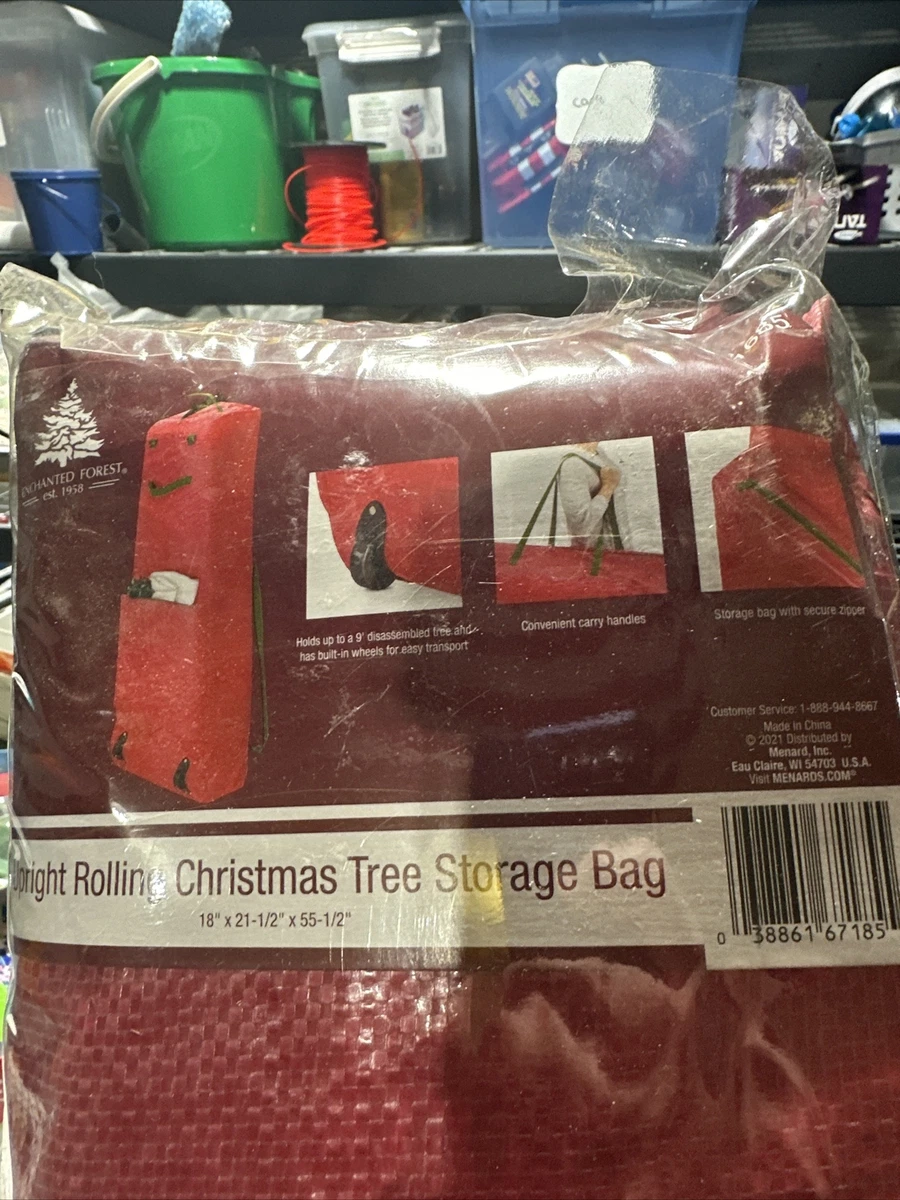 ENCHANTED FOREST®
est. 1958
Holds up to a 9' disassembled tree and
has built-in wheels for easy transport
Convenient carry handles
Storage bag with secure zipper
Customer Service: 1-888-944-8667
Made in China
© 2021 Distributed by
Menard, Inc.
Eau Claire, WI 54703 U.S.A.
Visit MENARDS.COM®
Upright Rolling Christmas Tree Storage Bag
18" x 21-1/2" x 55-1/2"
0 38861 67185